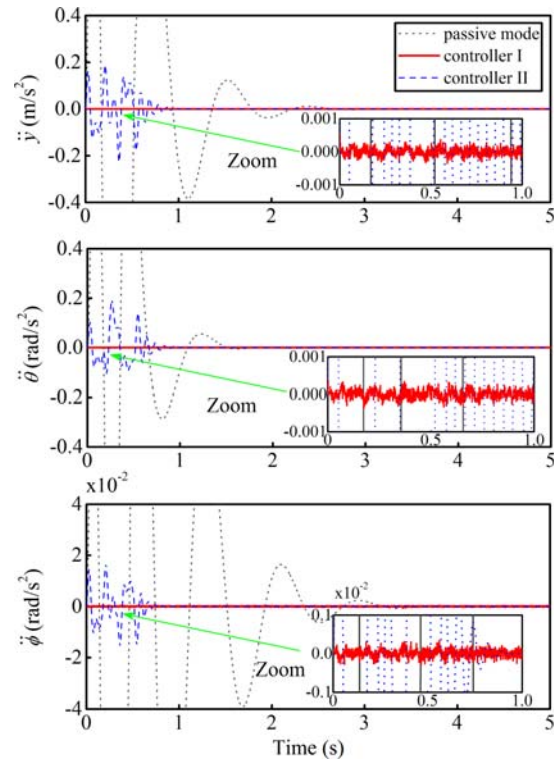 0.4
0.2
0.0
-0.2
-0.4
ÿ (m/s²)
passive mode
controller I
controller II
Zoom
0.001
0.000
-0.001
0 0.5 1.0
0 1 2 3 4 5
0.4
0.2
0.0
-0.2
-0.4
θ̈ (rad/s²)
Zoom
0.001
0.000
-0.001
0 0.5 1.0
0 1 2 3 4 5
x10⁻²
4
2
0
-2
-4
ϕ̈ (rad/s²)
Zoom
x10⁻²
0.1
0.0
-0.1
0 0.5 1.0
0 1 2 3 4 5
Time (s)